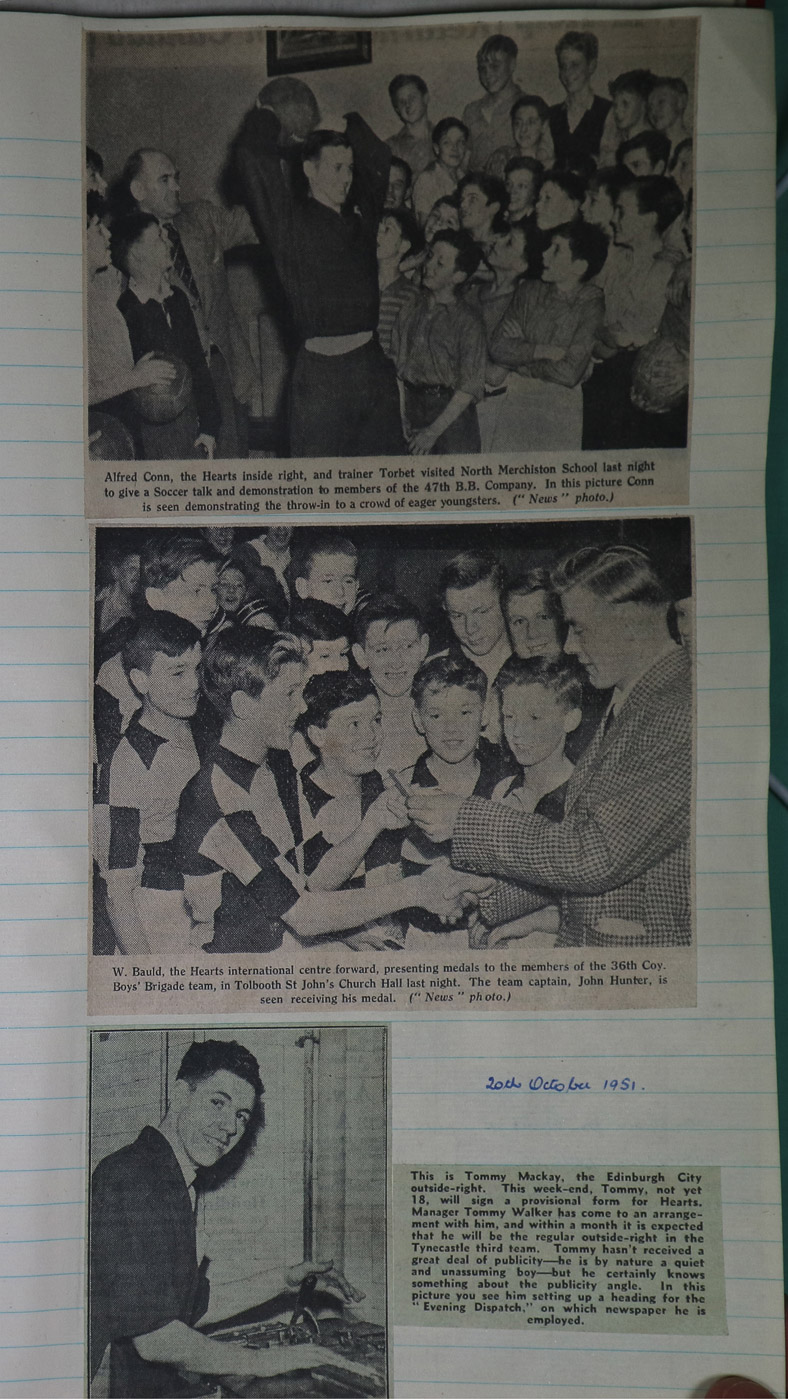 Alfred Conn, the Hearts inside right, and trainer Torbet visited North Merchiston School last night
to give a Soccer talk and demonstration to members of the 47th B.B. Company. In this picture Conn
is seen demonstrating the throw-in to a crowd of eager youngsters. (" News " photo.)
W. Bauld, the Hearts international centre forward, presenting medals to the members of the 36th Coy.
Boys' Brigade team, in Tolbooth St John's Church Hall last night. The team captain, John Hunter, is
seen receiving his medal. (" News " photo.)
20th October 1951.
This is Tommy Mackay, the Edinburgh City
outside-right. This week-end, Tommy, not yet
18, will sign a provisional form for Hearts.
Manager Tommy Walker has come to an arrange-
ment with him, and within a month it is expected
that he will be the regular outside-right in the
Tynecastle third team. Tommy hasn't received a
great deal of publicity—he is by nature a quiet
and unassuming boy—but he certainly knows
something about the publicity angle. In this
picture you see him setting up a heading for the
" Evening Dispatch," on which newspaper he is
employed.